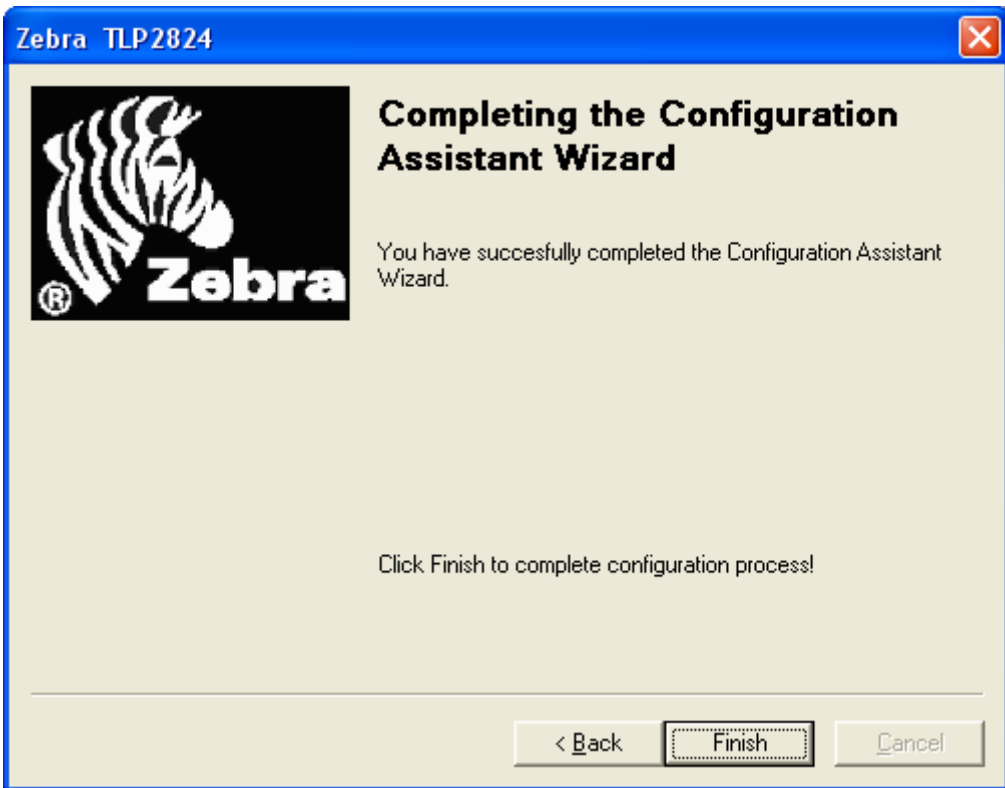 Zebra TLP2824
Zebra
®
Completing the Configuration
Assistant Wizard
You have succesfully completed the Configuration Assistant
Wizard.
Click Finish to complete configuration process!
< Back
Finish
Cancel